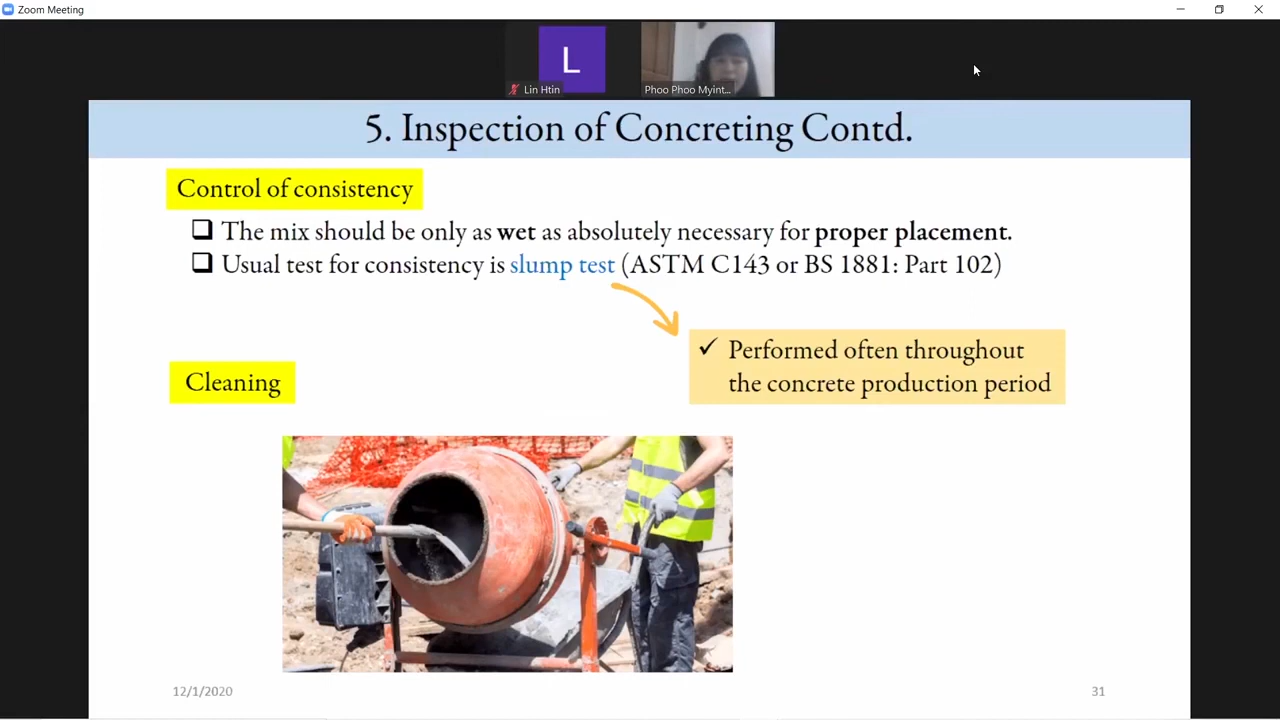 Zoom Meeting
L
Lin Htin
Phoo Phoo Myint...
5. Inspection of Concreting Contd.
Control of consistency
The mix should be only as wet as absolutely necessary for proper placement.
Usual test for consistency is slump test (ASTM C143 or BS 1881: Part 102)
Performed often throughout
the concrete production period
Cleaning
12/1/2020
31